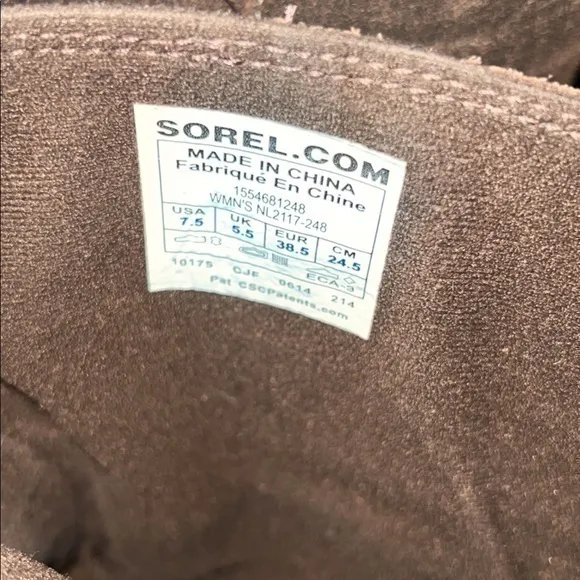 SOREL.COM
MADE IN CHINA
Fabriqué En Chine
1554681248
WMN'S NL2117-248
USA UK EUR CM
7.5 5.5 38.5 24.5
ECA-3
10175 CJF 0614 214
Pat CSCPatents.com